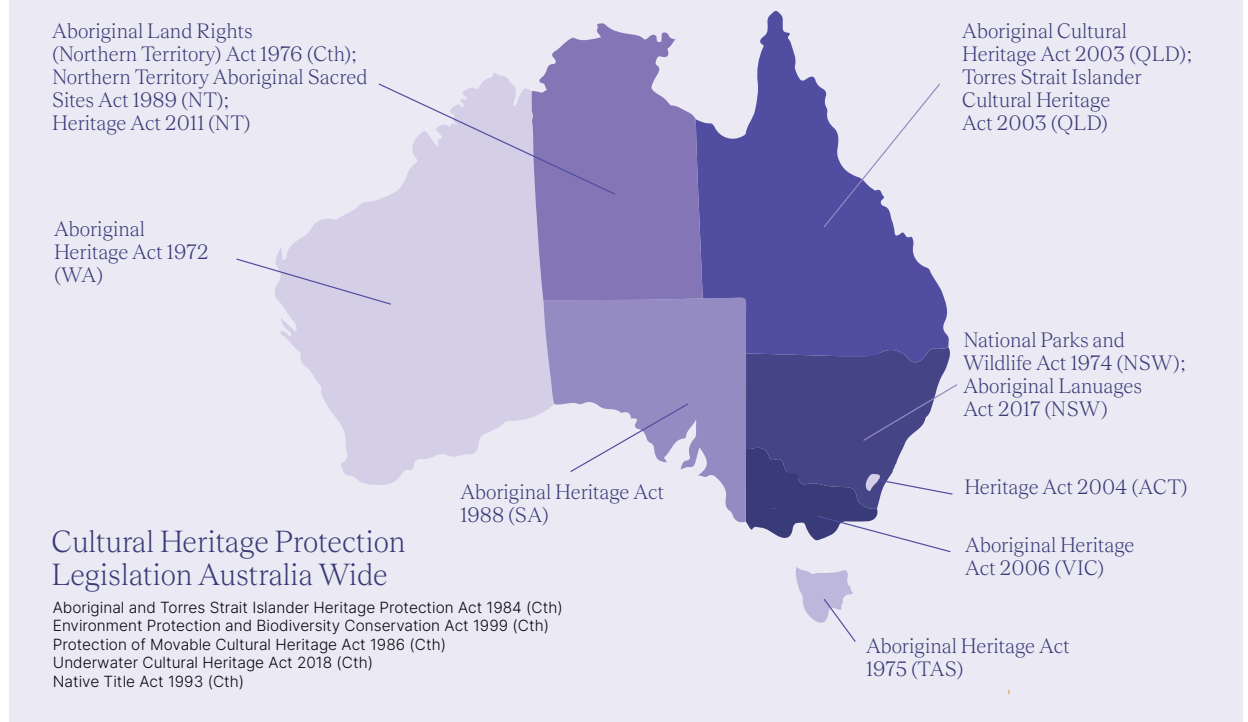 Aboriginal Land Rights
(Northern Territory) Act 1976 (Cth);
Northern Territory Aboriginal Sacred
Sites Act 1989 (NT);
Heritage Act 2011 (NT)
Aboriginal Cultural
Heritage Act 2003 (QLD);
Torres Strait Islander
Cultural Heritage
Act 2003 (QLD)
Aboriginal
Heritage Act 1972
(WA)
National Parks and
Wildlife Act 1974 (NSW);
Aboriginal Lanuages
Act 2017 (NSW)
Aboriginal Heritage Act
1988 (SA)
Heritage Act 2004 (ACT)
Aboriginal Heritage
Act 2006 (VIC)
Aboriginal Heritage Act
1975 (TAS)
Cultural Heritage Protection
Legislation Australia Wide
Aboriginal and Torres Strait Islander Heritage Protection Act 1984 (Cth)
Environment Protection and Biodiversity Conservation Act 1999 (Cth)
Protection of Movable Cultural Heritage Act 1986 (Cth)
Underwater Cultural Heritage Act 2018 (Cth)
Native Title Act 1993 (Cth)